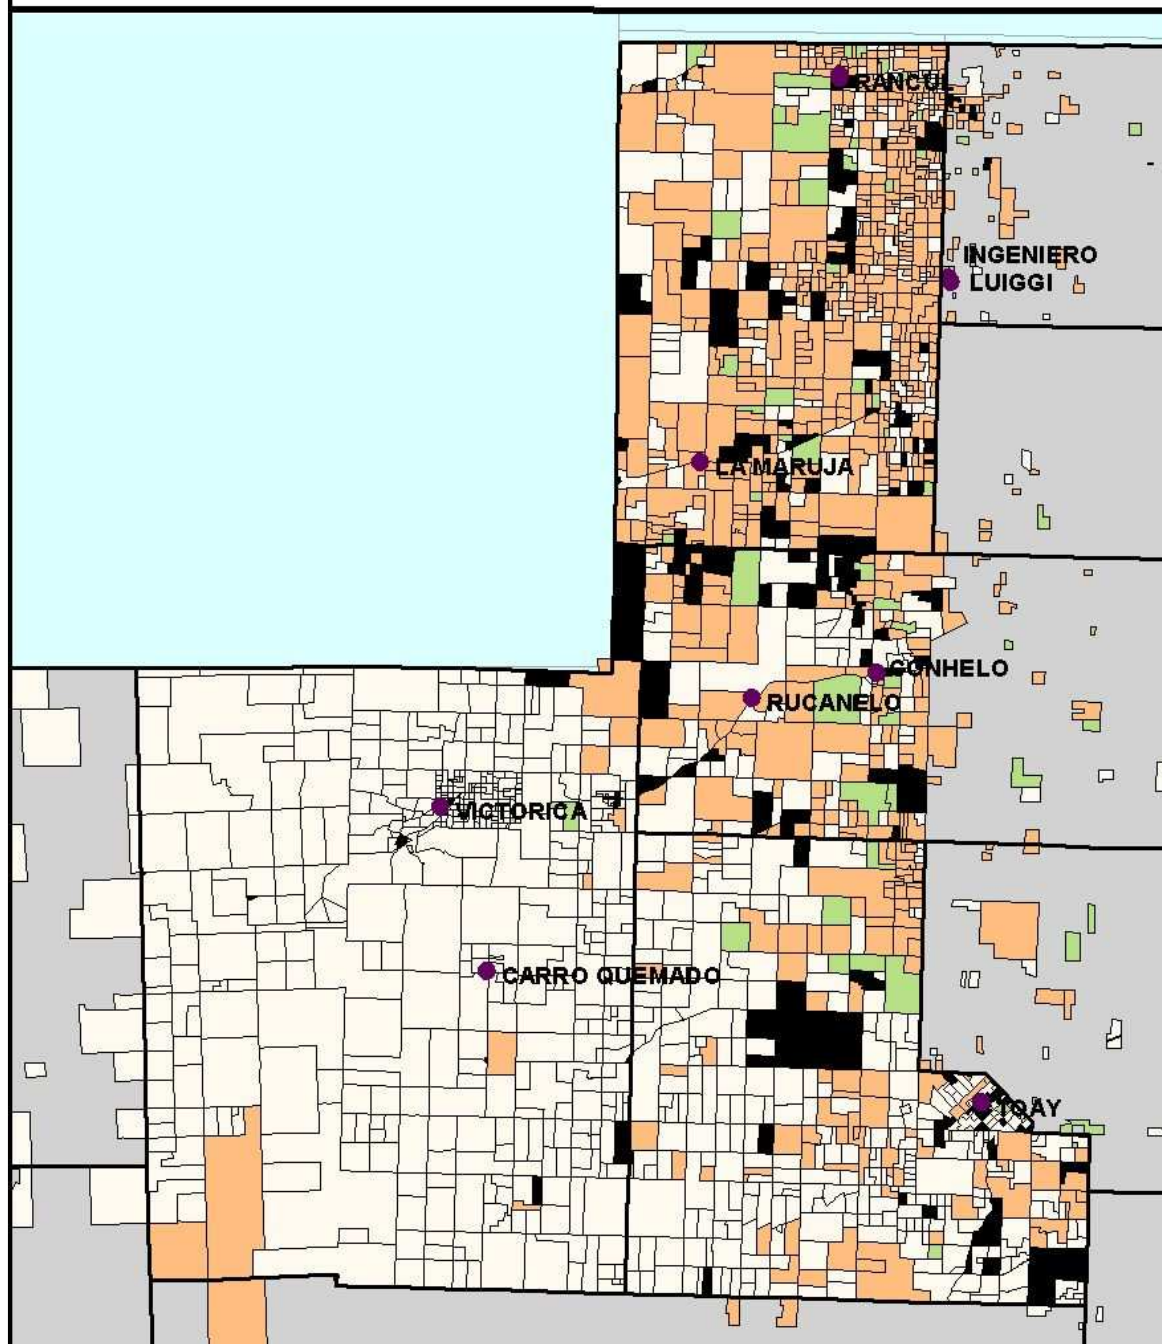 RANCUL
INGENIERO
LUIGGI
LA MARUJA
CONHELO
RUCANELO
VICTORICA
CARRO QUEMADO
TOAY